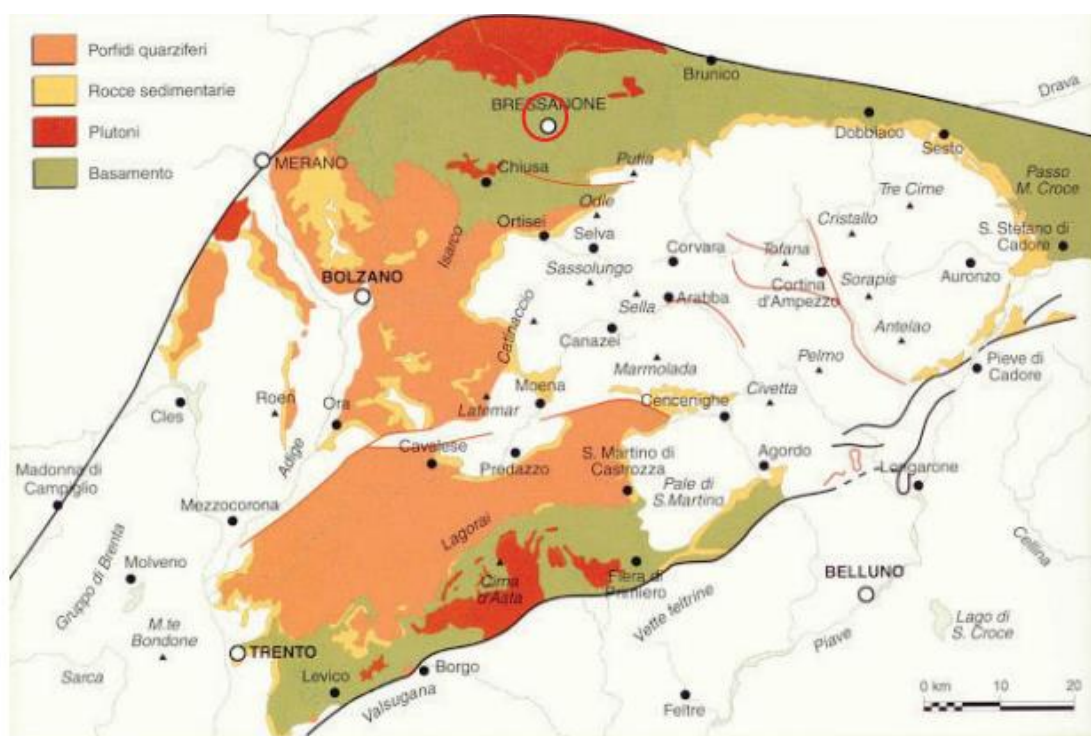 Porfidi quarziferi
Rocce sedimentarie
Plutoni
Basamento
Brunico
Drava
BRESSANONE
Dobbiaco
Sesto
MERANO
Putia
Chiusa
Passo
M. Croce
Tre Cime
Odle
Cristallo
Ortisei
Selva
S. Stefano di
Cadore
Isarco
Corvara
Tofana
Sassolungo
Sorapis
Auronzo
BOLZANO
Cortina
d'Ampezzo
Sella
Arabba
Catinaccio
Canazei
Antelao
Marmolada
Pelmo
Pieve di
Cadore
Moena
Civetta
Roen
Ora
Latemar
Cencenighe
Cles
Cavalese
Predazzo
S. Martino di
Castrozza
Agordo
Adige
Madonna di
Campiglio
Pale di
S.Martino
Longarone
Mezzocorona
Lagorai
Cellina
Gruppo di Brenta
Molveno
Cima
d'Asta
Fiera di
Primiero
BELLUNO
Vette feltrine
M.te
Bondone
Lago di
S. Croce
Piave
TRENTO
Sarca
Levico
Borgo
Valsugana
Feltre
0 km 10 20